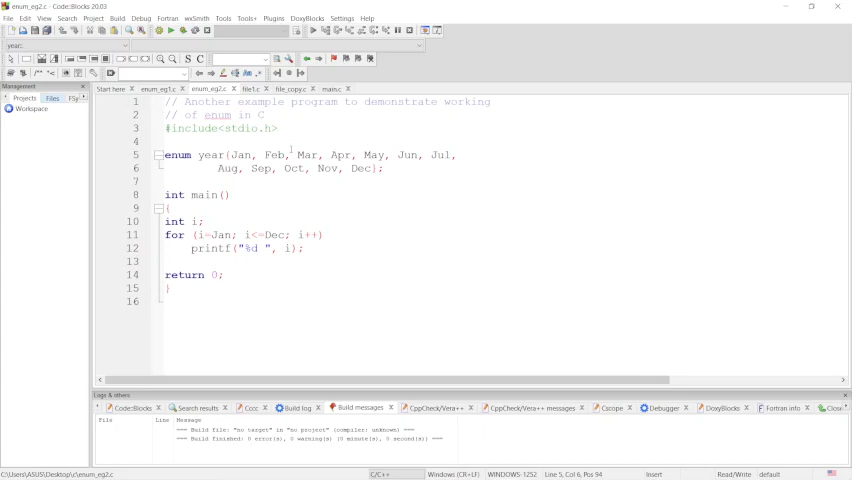 enum_eg2.c - Code::Blocks 20.03
File Edit View Search Project Build Debug Fortran wxSmith Tools Tools+ Plugins DoxyBlocks Settings Help
year:
S C
Management
Start here enum_eg1.c enum_eg2.c file1.c file_copy.c main.c
Projects Files FSy
Workspace
1 // Another example program to demonstrate working
2 // of enum in C
3 #include<stdio.h>
4
5 enum year{Jan, Feb, Mar, Apr, May, Jun, Jul,
6 Aug, Sep, Oct, Nov, Dec};
7
8 int main()
9 {
10 int i;
11 for (i=Jan; i<=Dec; i++)
12 printf("%d ", i);
13
14 return 0;
15 }
16
Logs & others
Code::Blocks Search results Cccc Build log Build messages CppCheck/Vera++ CppCheck/Vera++ messages Cscope Debugger DoxyBlocks Fortran info Closi
File Line Message
=== Build file: "no target" in "no project" (compiler: unknown) ===
=== Build finished: 0 error(s), 0 warning(s) (0 minute(s), 0 second(s)) ===
C:\Users\ASUS\Desktop\c\enum_eg2.c C/C++ Windows (CR+LF) WINDOWS-1252 Line 5, Col 6, Pos 94 Insert Read/Write default